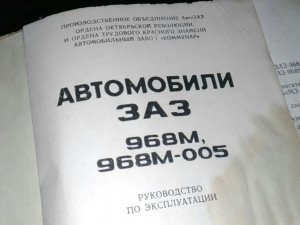 ПРОИЗВОДСТВЕННОЕ ОБЪЕДИНЕНИЕ АвтоЗАЗ
ОРДЕНА ОКТЯБРЬСКОЙ РЕВОЛЮЦИИ
И ОРДЕНА ТРУДОВОГО КРАСНОГО ЗНАМЕНИ
АВТОМОБИЛЬНЫЙ ЗАВОД «КОММУНАР»
АВТОМОБИЛИ
ЗАЗ
968М,
968М-005
РУКОВОДСТВО
ПО ЭКСПЛУАТАЦИИ